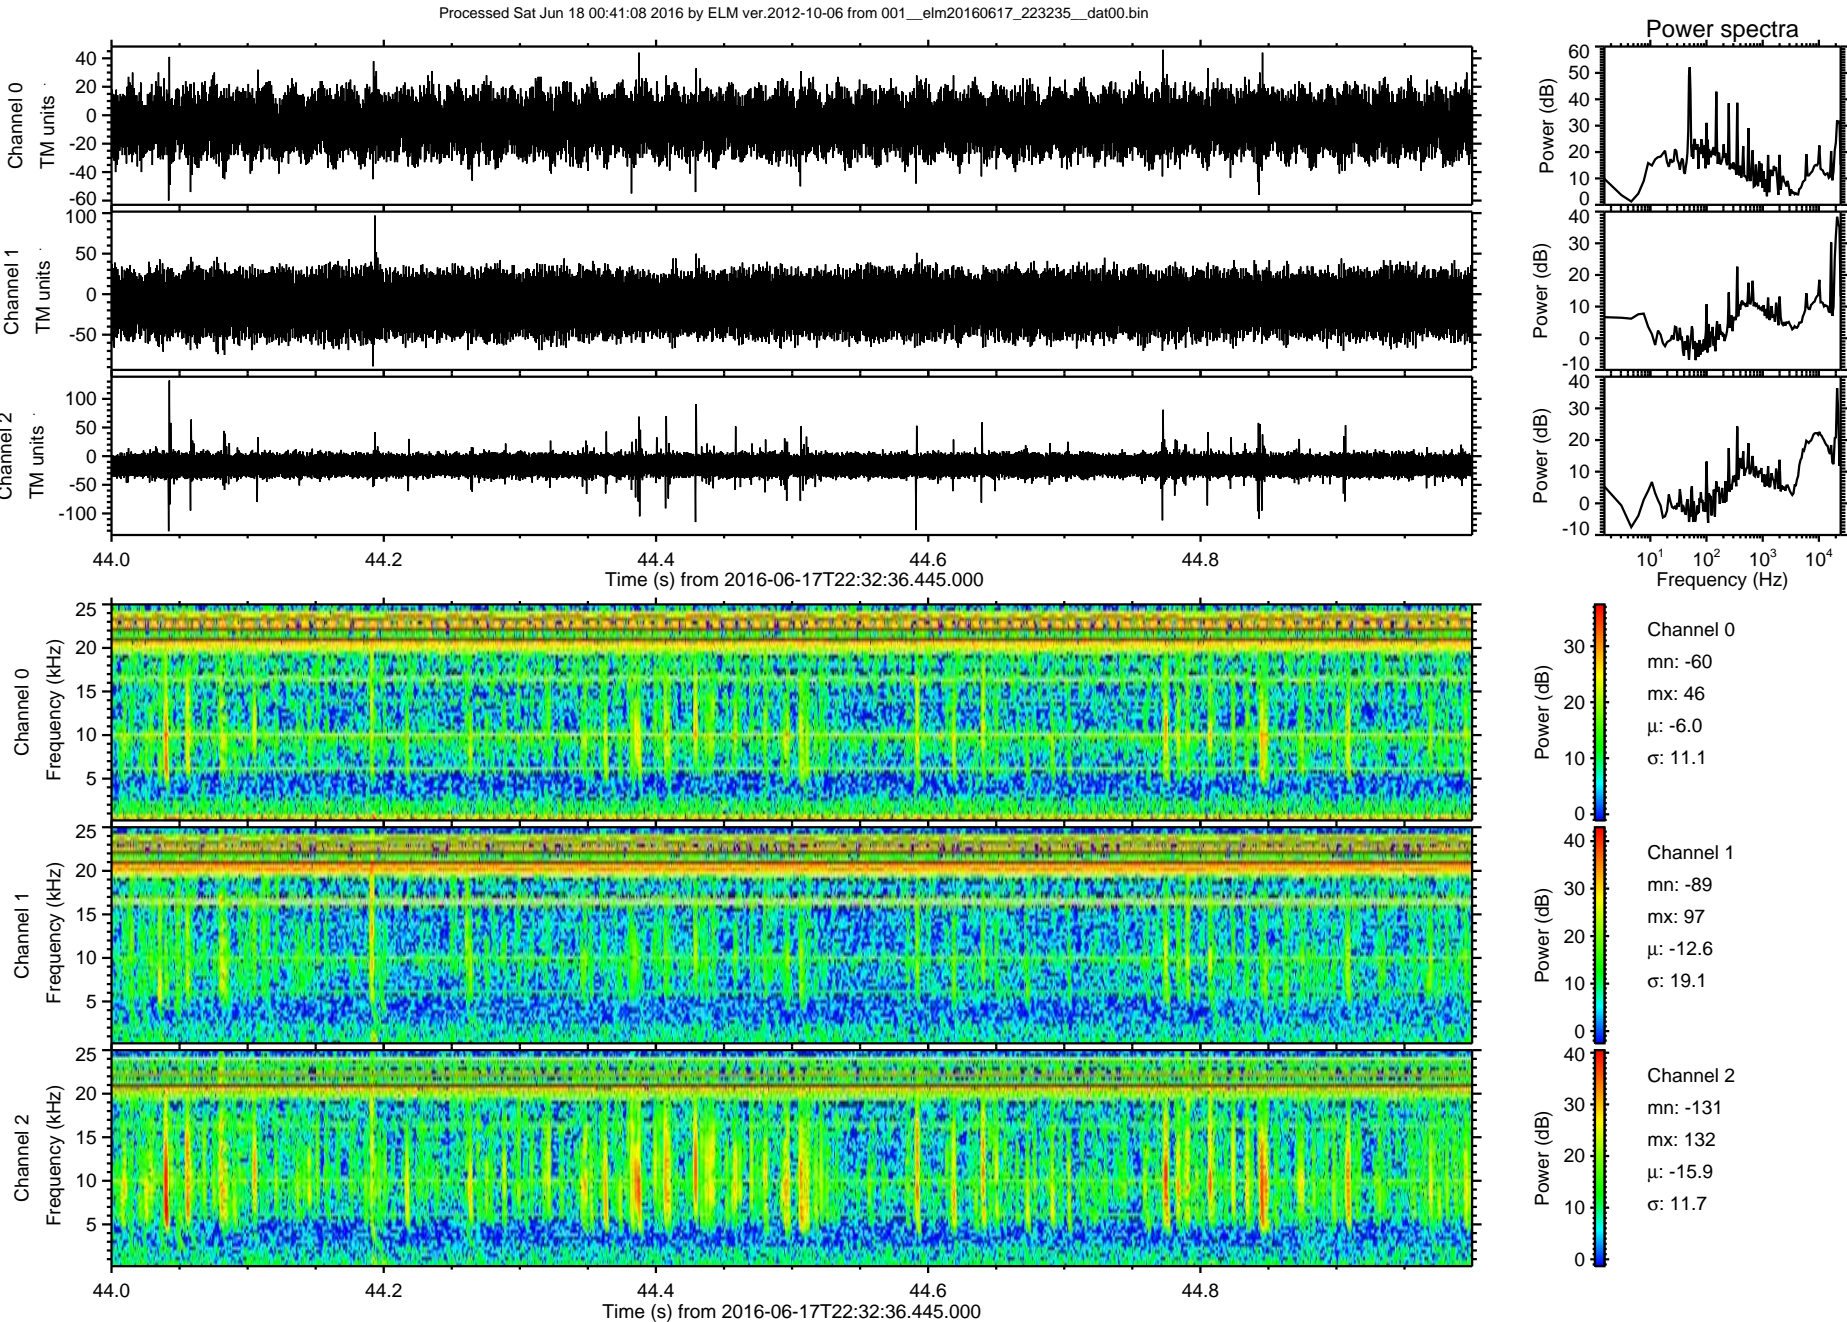 Processed Sat Jun 18 00:41:08 2016 by ELM ver.2012-10-06 from 001__elm20160617_223235__dat00.bin
Power spectra
Channel 0
TM units
40
20
0
-20
-40
-60
Power (dB)
60
50
40
30
20
10
0
Channel 1
TM units
100
50
0
-50
Power (dB)
40
30
20
10
0
-10
Channel 2
TM units
100
50
0
-50
-100
Power (dB)
40
30
20
10
0
-10
44.0 44.2 44.4 44.6 44.8
Time (s) from 2016-06-17T22:32:36.445.000
10^1 10^2 10^3 10^4
Frequency (Hz)
Channel 0
Frequency (kHz)
25
20
15
10
5
Power (dB)
30
20
10
0
Channel 0
mn: -60
mx: 46
μ: -6.0
σ: 11.1
Channel 1
Frequency (kHz)
25
20
15
10
5
Power (dB)
40
30
20
10
0
Channel 1
mn: -89
mx: 97
μ: -12.6
σ: 19.1
Channel 2
Frequency (kHz)
25
20
15
10
5
Power (dB)
40
30
20
10
0
Channel 2
mn: -131
mx: 132
μ: -15.9
σ: 11.7
44.0 44.2 44.4 44.6 44.8
Time (s) from 2016-06-17T22:32:36.445.000